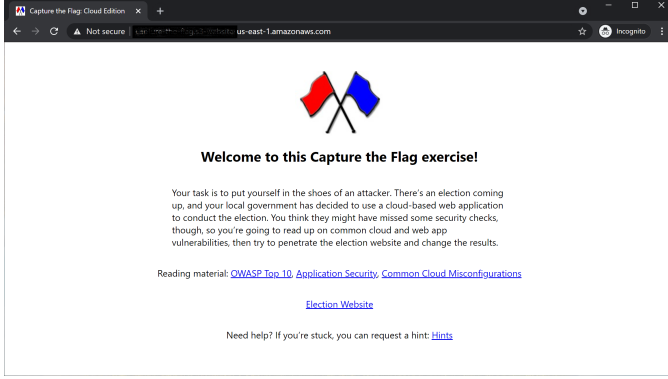 Capture the Flag: Cloud Edition
Not secure us-east-1.amazonaws.com
Incognito
Welcome to this Capture the Flag exercise!
Your task is to put yourself in the shoes of an attacker. There's an election coming
up, and your local government has decided to use a cloud-based web application
to conduct the election. You think they might have missed some security checks,
though, so you're going to read up on common cloud and web app
vulnerabilities, then try to penetrate the election website and change the results.
Reading material: OWASP Top 10, Application Security, Common Cloud Misconfigurations
Election Website
Need help? If you're stuck, you can request a hint: Hints